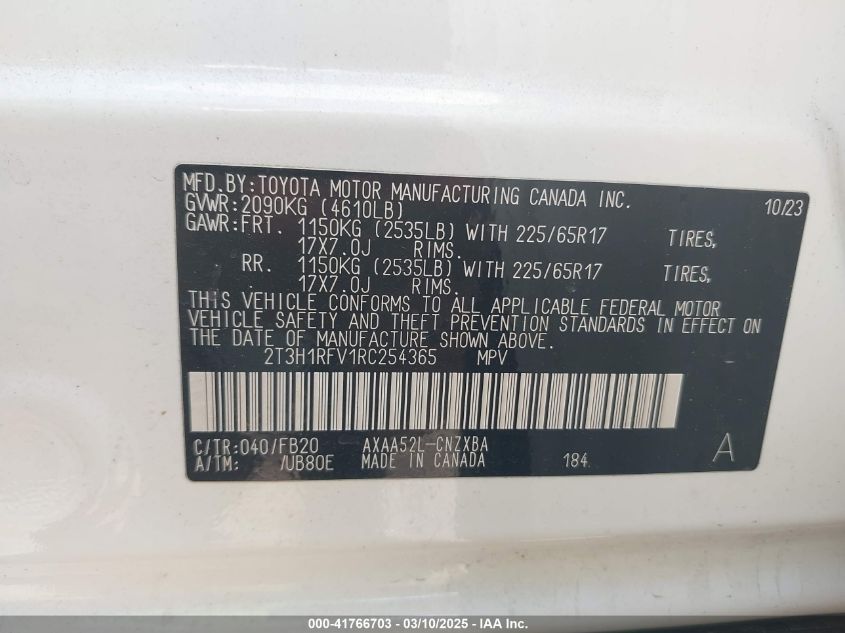 MFD.BY:TOYOTA MOTOR MANUFACTURING CANADA INC. 10/23
GVWR:2090KG (4610LB)
GAWR:FRT. 1150KG (2535LB) WITH 225/65R17 TIRES,
17X7.0J RIMS.
RR. 1150KG (2535LB) WITH 225/65R17 TIRES,
17X7.0J RIMS.
THIS VEHICLE CONFORMS TO ALL APPLICABLE FEDERAL MOTOR
VEHICLE SAFETY AND THEFT PREVENTION STANDARDS IN EFFECT ON
THE DATE OF MANUFACTURE SHOWN ABOVE.
2T3H1RFV1RC254365 MPV
C/TR:040/FB20 AXAA52L-CNZXBA
A/TM: /UB80E MADE IN CANADA 184 A
000-41766703 — 03/10/2025 — IAA Inc.